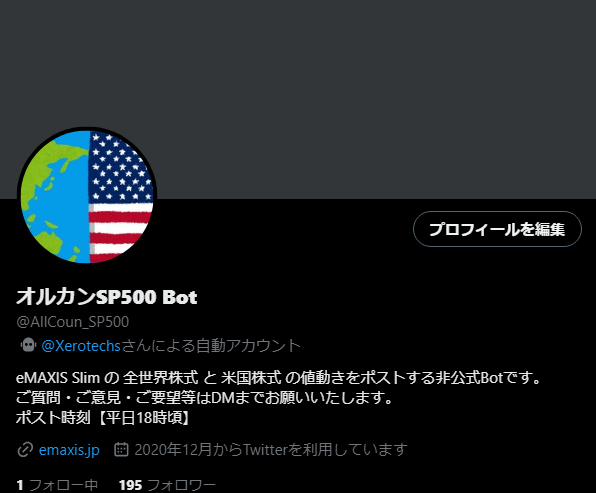 プロフィールを編集
オルカンSP500 Bot
@AllCoun_SP500
@Xerotechsさんによる自動アカウント
eMAXIS Slim の 全世界株式 と 米国株式 の値動きをポストする非公式Botです。
ご質問・ご意見・ご要望等はDMまでお願いいたします。
ポスト時刻【平日18時頃】
emaxis.jp 2020年12月からTwitterを利用しています
1 フォロー中 195 フォロワー